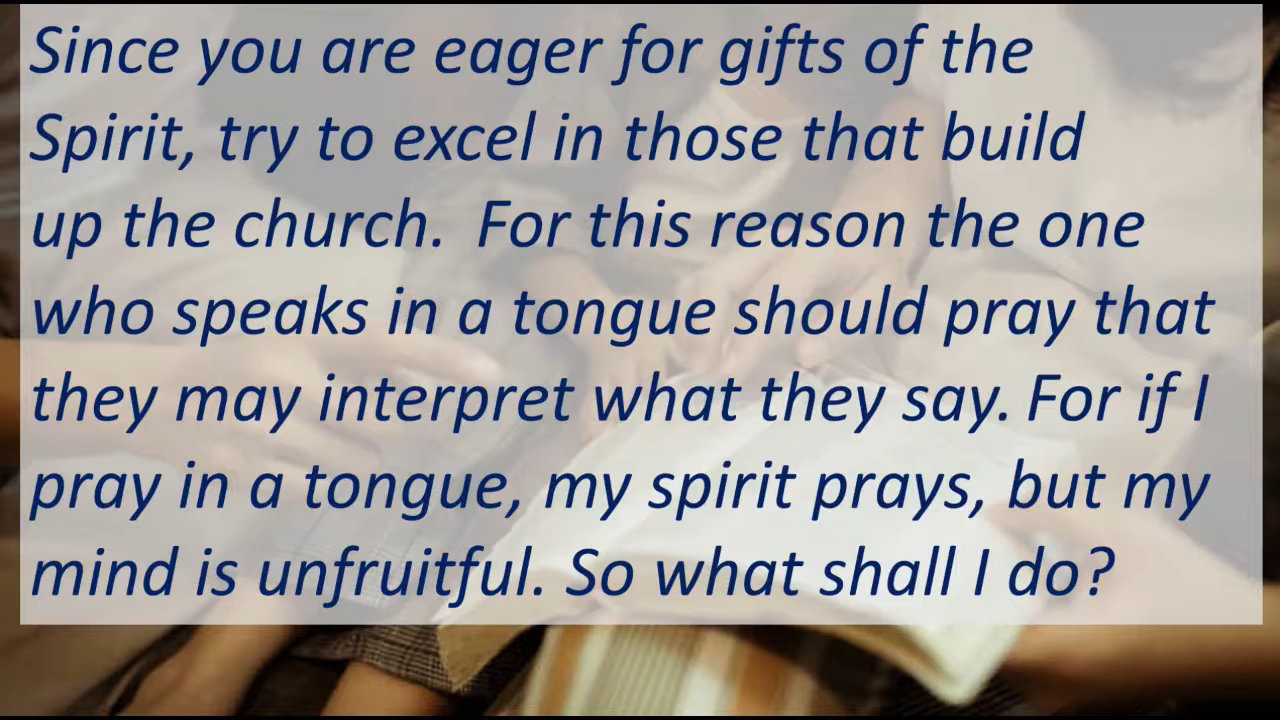 Since you are eager for gifts of the
Spirit, try to excel in those that build
up the church.  For this reason the one
who speaks in a tongue should pray that
they may interpret what they say. For if I
pray in a tongue, my spirit prays, but my
mind is unfruitful. So what shall I do?